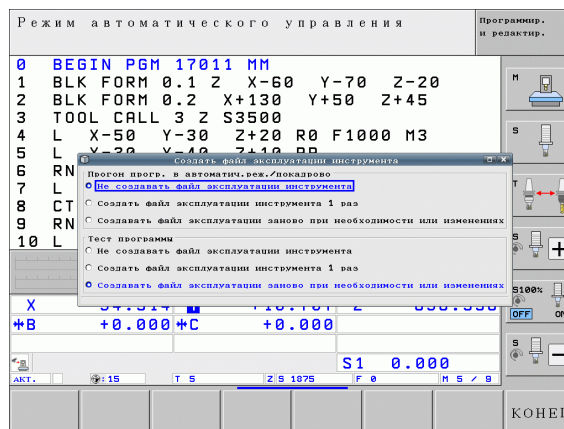 Режим автоматического управления
Программир.
и редактир.
0 BEGIN PGM 17011 MM
1 BLK FORM 0.1 Z X-60 Y-70 Z-20
2 BLK FORM 0.2 X+130 Y+50 Z+45
3 TOOL CALL 3 Z S3500
4 L X-50 Y-30 Z+20 R0 F1000 M3
5 L
6 RN
7 L
8 CT
9 RN
10 L
Создать файл эксплуатации инструмента
Прогон прогр. в автоматич.реж./покадрово
Не создавать файл эксплуатации инструмента
Создать файл эксплуатации инструмента 1 раз
Создавать файл эксплуатации заново при необходимости или изменениях
Тест программы
Не создавать файл эксплуатации инструмента
Создать файл эксплуатации инструмента 1 раз
Создавать файл эксплуатации заново при необходимости или изменениях
X
Z
+B +0.000 +C +0.000
S1 0.000
АКТ. : 15 T 5 Z S 1875 F 0 M 5 / 9
M
S
T
S
S100%
OFF ON
S
КОНЕЦ